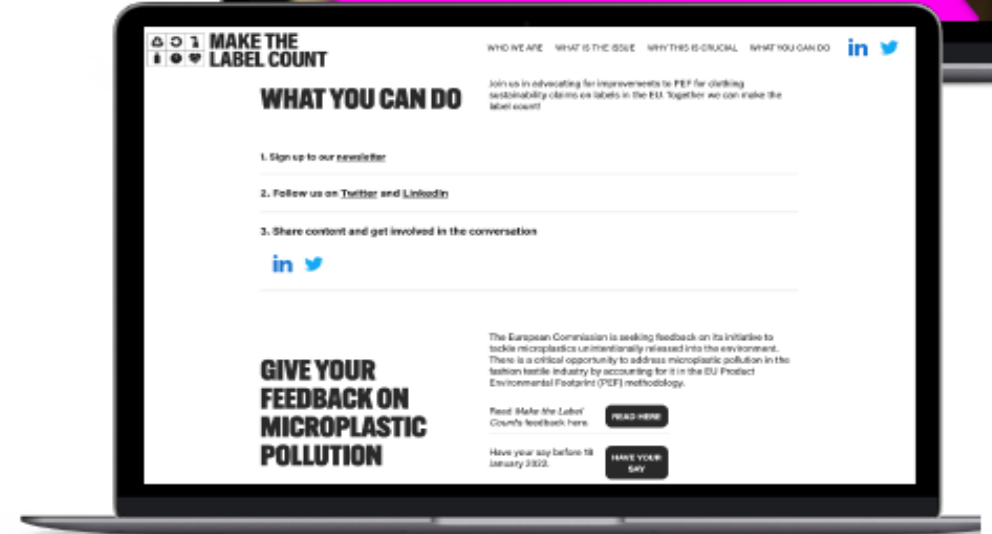 MAKE THE
LABEL COUNT
WHO WE ARE WHAT IS THE ISSUE WHY THIS IS CRUCIAL WHAT YOU CAN DO
WHAT YOU CAN DO
Join us in advocating for improvements to PEF for clothing
sustainability claims on labels in the EU. Together we can make the
label count!
1. Sign up to our newsletter
2. Follow us on Twitter and LinkedIn
3. Share content and get involved in the conversation
in
GIVE YOUR
FEEDBACK ON
MICROPLASTIC
POLLUTION
The European Commission is seeking feedback on its initiative to
tackle microplastics unintentionally released into the environment.
There is a critical opportunity to address microplastic pollution in the
fashion textile industry by accounting for it in the EU Product
Environmental Footprint (PEF) methodology.
Read Make the Label
Count's feedback here.
READ HERE
Have your say before 18
January 2022.
HAVE YOUR
SAY